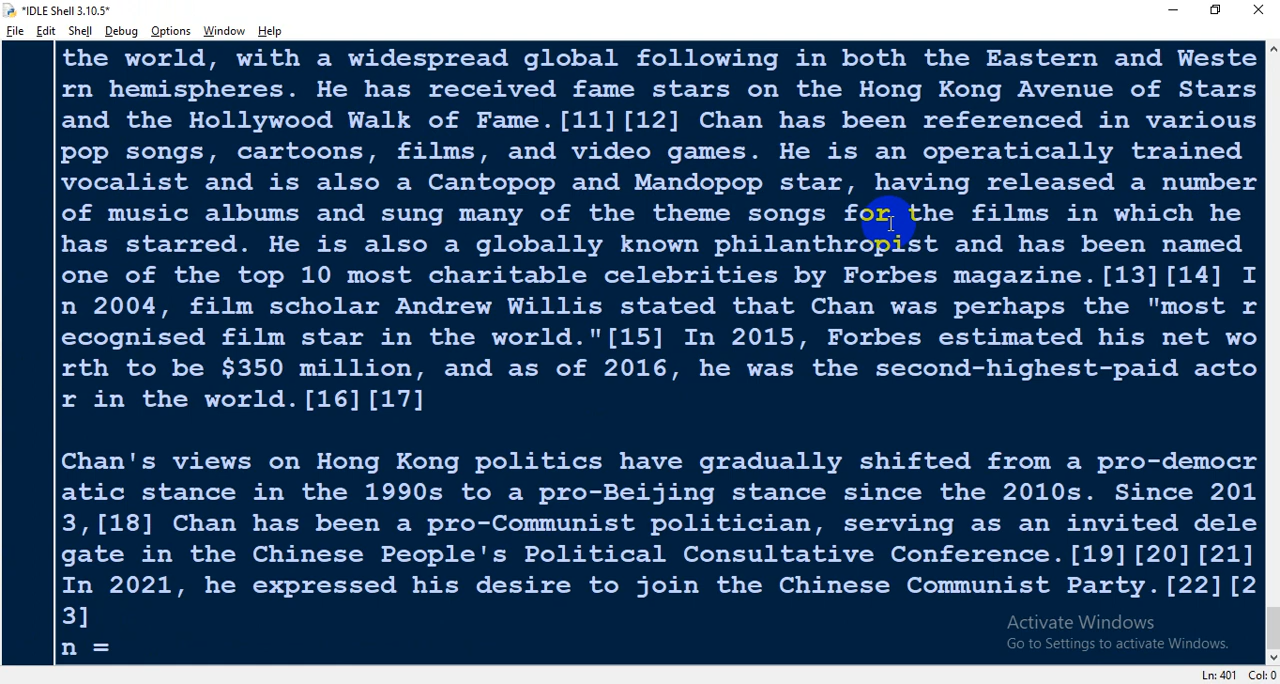 *IDLE Shell 3.10.5*
File Edit Shell Debug Options Window Help
the world, with a widespread global following in both the Eastern and Weste
rn hemispheres. He has received fame stars on the Hong Kong Avenue of Stars
and the Hollywood Walk of Fame.[11][12] Chan has been referenced in various
pop songs, cartoons, films, and video games. He is an operatically trained
vocalist and is also a Cantopop and Mandopop star, having released a number
of music albums and sung many of the theme songs for the films in which he
has starred. He is also a globally known philanthropist and has been named
one of the top 10 most charitable celebrities by Forbes magazine.[13][14] I
n 2004, film scholar Andrew Willis stated that Chan was perhaps the "most r
ecognised film star in the world."[15] In 2015, Forbes estimated his net wo
rth to be $350 million, and as of 2016, he was the second-highest-paid acto
r in the world.[16][17]
Chan's views on Hong Kong politics have gradually shifted from a pro-democr
atic stance in the 1990s to a pro-Beijing stance since the 2010s. Since 201
3,[18] Chan has been a pro-Communist politician, serving as an invited dele
gate in the Chinese People's Political Consultative Conference.[19][20][21]
In 2021, he expressed his desire to join the Chinese Communist Party.[22][2
3]
n =
Activate Windows
Go to Settings to activate Windows.
Ln: 401 Col: 0